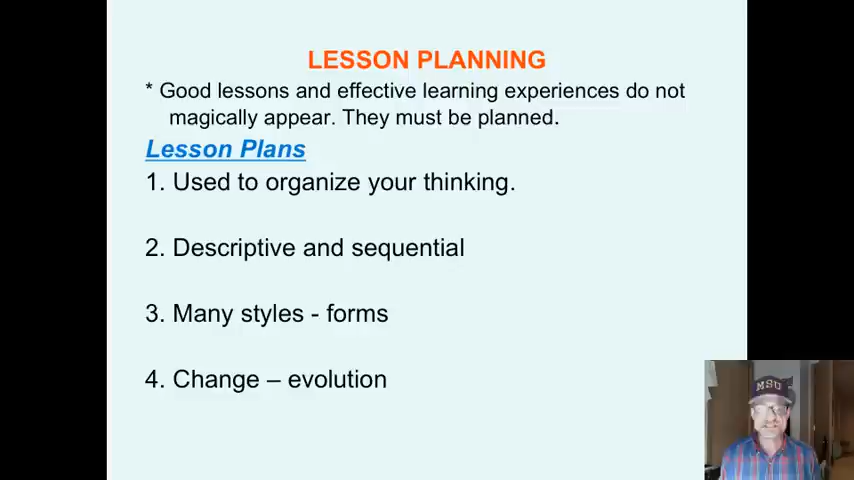 LESSON PLANNING
* Good lessons and effective learning experiences do not
magically appear. They must be planned.
Lesson Plans
1. Used to organize your thinking.
2. Descriptive and sequential
3. Many styles - forms
4. Change – evolution
MSU